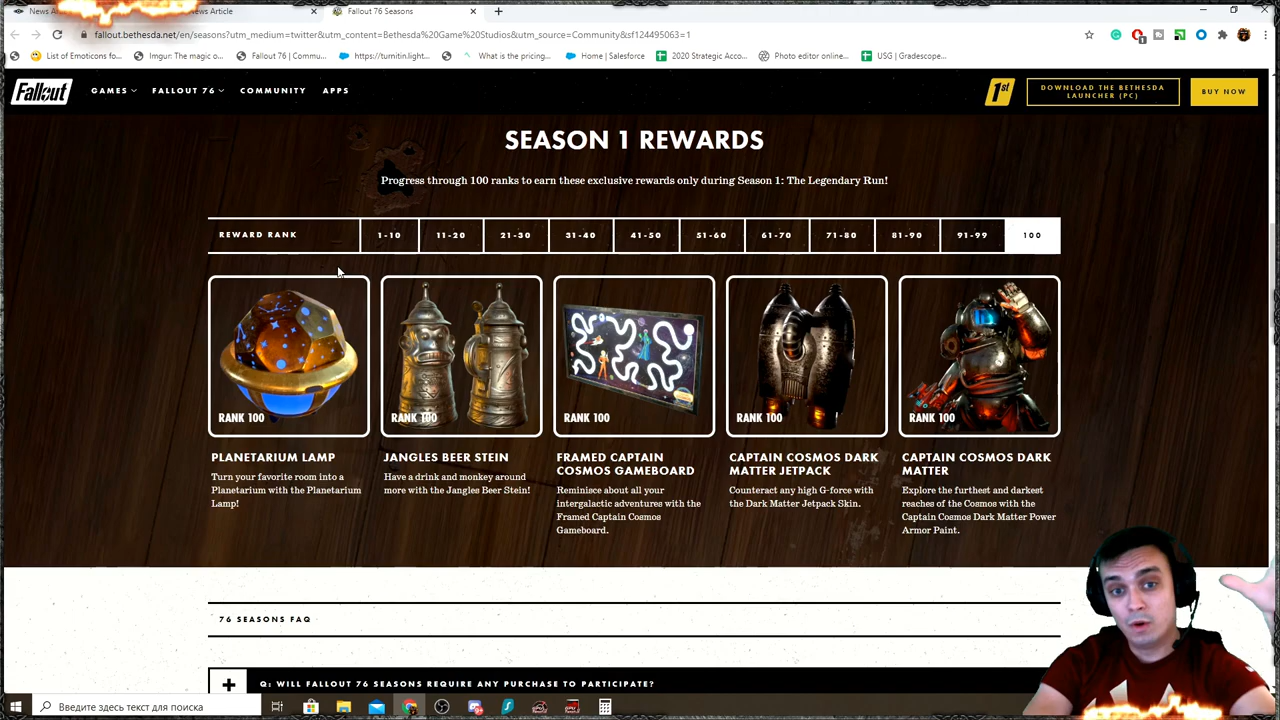 News A
News Article
Fallout 76 Seasons
fallout.bethesda.net/en/seasons?utm_medium=twitter&utm_content=Bethesda%20Game%20Studios&utm_source=Community&sf124495063=1
List of Emoticons fo...
Imgur: The magic o...
Fallout 76 | Commu...
https://turnitin.light...
What is the pricing...
Home | Salesforce
2020 Strategic Acco...
Photo editor online...
USG | Gradescope...
Fallout
GAMES
FALLOUT 76
COMMUNITY
APPS
1st
DOWNLOAD THE BETHESDA
LAUNCHER (PC)
BUY NOW
SEASON 1 REWARDS
Progress through 100 ranks to earn these exclusive rewards only during Season 1: The Legendary Run!
REWARD RANK
1-10
11-20
21-30
31-40
41-50
51-60
61-70
71-80
81-90
91-99
100
RANK 100
RANK 100
RANK 100
RANK 100
RANK 100
PLANETARIUM LAMP
Turn your favorite room into a
Planetarium with the Planetarium
Lamp!
JANGLES BEER STEIN
Have a drink and monkey around
more with the Jangles Beer Stein!
FRAMED CAPTAIN
COSMOS GAMEBOARD
Reminisce about all your
intergalactic adventures with the
Framed Captain Cosmos
Gameboard.
CAPTAIN COSMOS DARK
MATTER JETPACK
Counteract any high G-force with
the Dark Matter Jetpack Skin.
CAPTAIN COSMOS DARK
MATTER
Explore the furthest and darkest
reaches of the Cosmos with the
Captain Cosmos Dark Matter Power
Armor Paint.
76 SEASONS FAQ
Q: WILL FALLOUT 76 SEASONS REQUIRE ANY PURCHASE TO PARTICIPATE?
Введите здесь текст для поиска